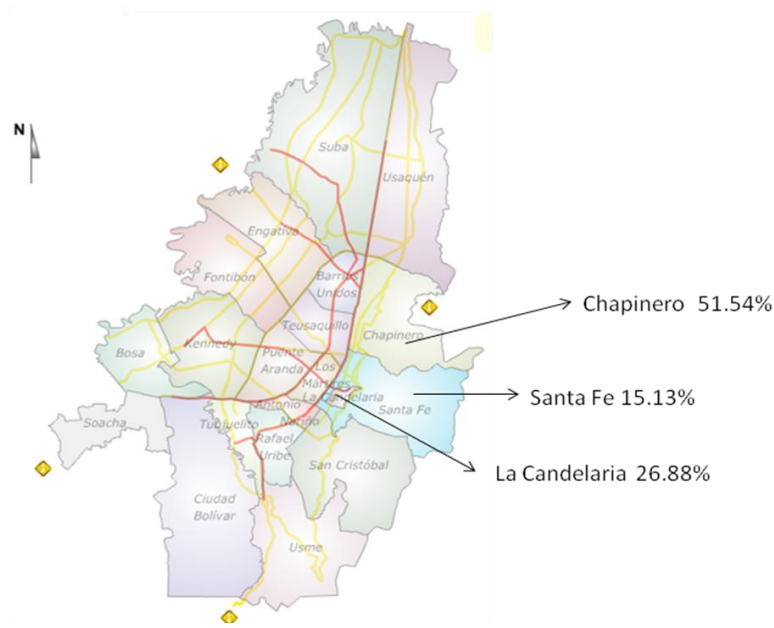 N
Suba
Usaquén
Engativa
Fontibón
Barrios
Unidos
Teusaquillo
Chapinero
Chapinero 51.54%
Bosa
Kennedy
Puente
Aranda
Los
Mártires
La Candelaria
Santa Fe
Santa Fe 15.13%
Soacha
Tunjuelito
Antonio
Nariño
Rafael
Uribe
San Cristóbal
La Candelaria 26.88%
Ciudad
Bolívar
Usme